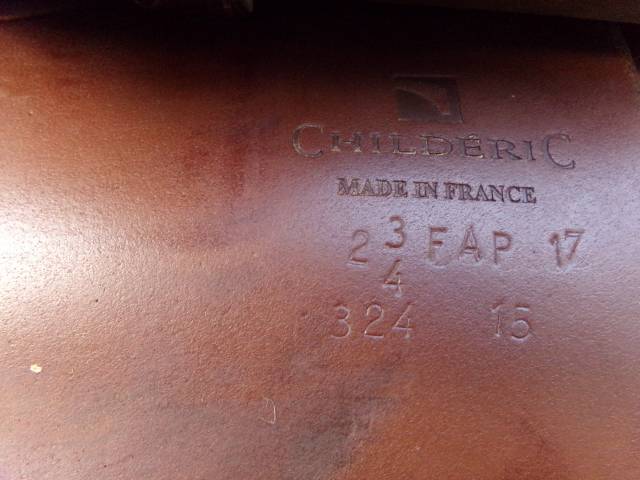 CHILDÉRIC
MADE IN FRANCE
2 3/4 FAP 17
324 15